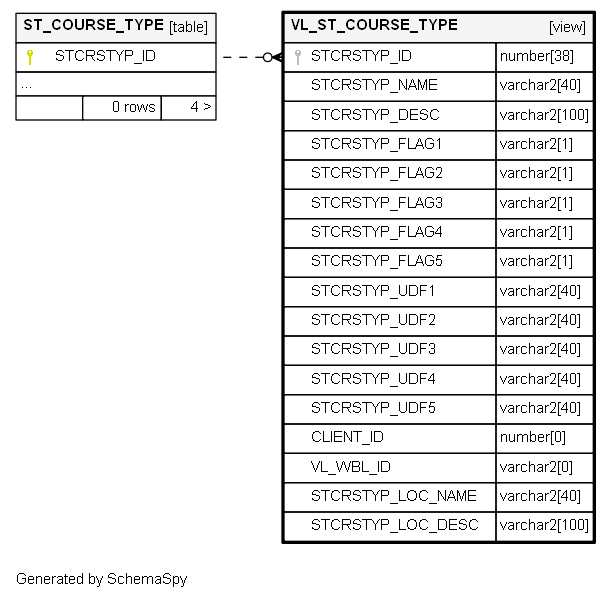 ST_COURSE_TYPE [table]
STCRSTYP_ID
...
0 rows 4 >
VL_ST_COURSE_TYPE [view]
STCRSTYP_ID number[38]
STCRSTYP_NAME varchar2[40]
STCRSTYP_DESC varchar2[100]
STCRSTYP_FLAG1 varchar2[1]
STCRSTYP_FLAG2 varchar2[1]
STCRSTYP_FLAG3 varchar2[1]
STCRSTYP_FLAG4 varchar2[1]
STCRSTYP_FLAG5 varchar2[1]
STCRSTYP_UDF1 varchar2[40]
STCRSTYP_UDF2 varchar2[40]
STCRSTYP_UDF3 varchar2[40]
STCRSTYP_UDF4 varchar2[40]
STCRSTYP_UDF5 varchar2[40]
CLIENT_ID number[0]
VL_WBL_ID varchar2[0]
STCRSTYP_LOC_NAME varchar2[40]
STCRSTYP_LOC_DESC varchar2[100]
Generated by SchemaSpy